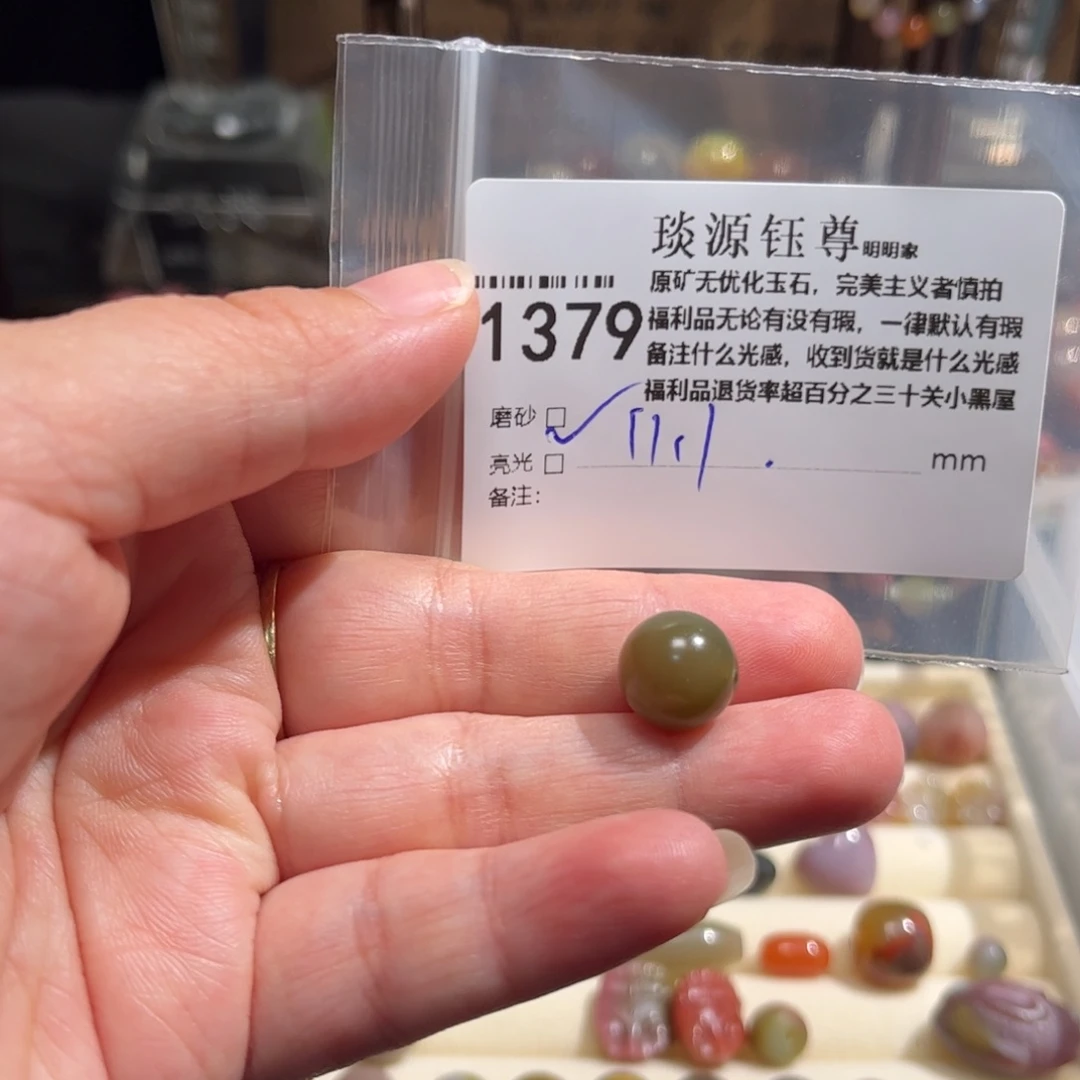 琰源钰尊明明家
原矿无优化玉石，完美主义者慎拍
1379
福利品无论有没有瑕，一律默认有瑕
备注什么光感，收到货就是什么光感
福利品退货率超百分之三十关小黑屋
磨砂□
亮光□ mm
备注：